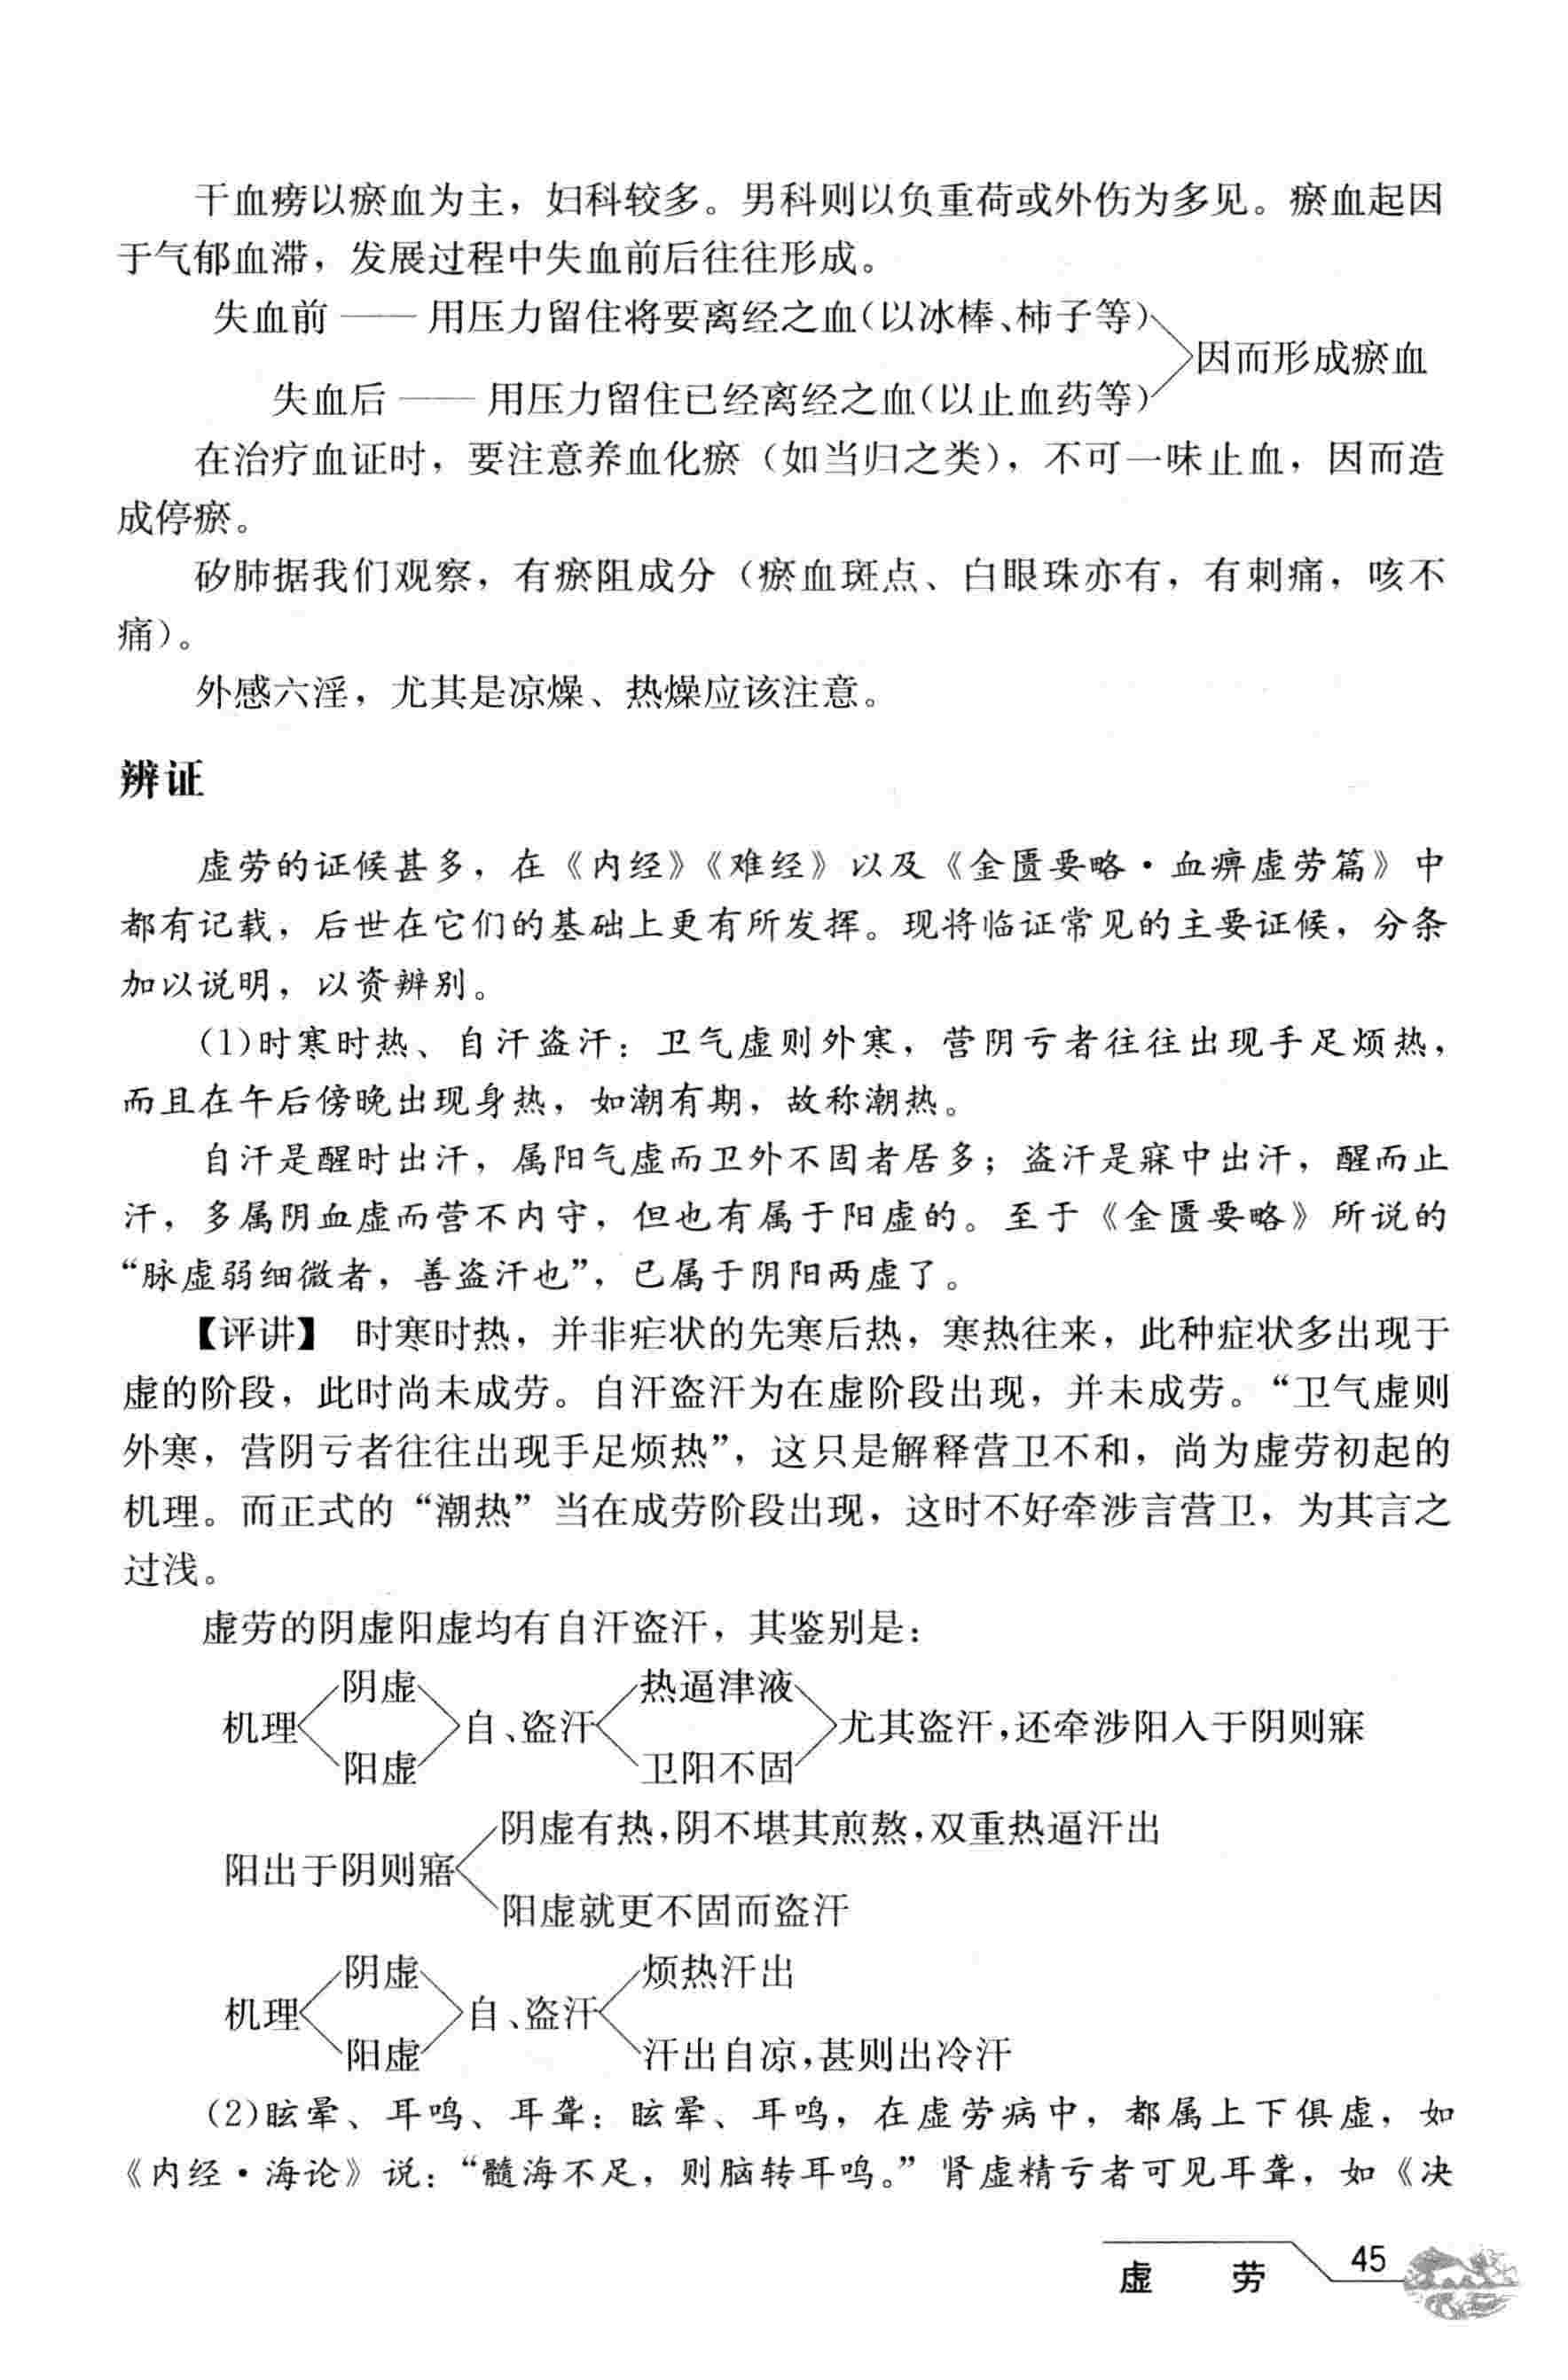 干血痨以瘀血为主，妇科较多。男科则以负重荷或外伤为多见。瘀血起因
于气郁血滞，发展过程中失血前后往往形成。
失血前——用压力留住将要离经之血(以冰棒、柿子等)
因而形成瘀血
失血后——用压力留住已经离经之血(以止血药等)
在治疗血证时，要注意养血化瘀（如当归之类），不可一味止血，因而造
成停瘀。
矽肺据我们观察，有瘀阻成分（瘀血斑点、白眼珠亦有，有刺痛，咳不
痛）。
外感六淫，尤其是凉燥、热燥应该注意。
辨证
虚劳的证候甚多，在《内经》《难经》以及《金匮要略·血痹虚劳篇》中
都有记载，后世在它们的基础上更有所发挥。现将临证常见的主要证候，分条
加以说明，以资辨别。
(1)时寒时热、自汗盗汗：卫气虚则外寒，营阴亏者往往出现手足烦热，
而且在午后傍晚出现身热，如潮有期，故称潮热。
自汗是醒时出汗，属阳气虚而卫外不固者居多；盗汗是寐中出汗，醒而止
汗，多属阴血虚而营不内守，但也有属于阳虚的。至于《金匮要略》所说的
“脉虚弱细微者，善盗汗也”，已属于阴阳两虚了。
【评讲】 时寒时热，并非疟状的先寒后热，寒热往来，此种症状多出现于
虚的阶段，此时尚未成劳。自汗盗汗为在虚阶段出现，并未成劳。“卫气虚则
外寒，营阴亏者往往出现手足烦热”，这只是解释营卫不和，尚为虚劳初起的
机理。而正式的“潮热”当在成劳阶段出现，这时不好牵涉言营卫，为其言之
过浅。
虚劳的阴虚阳虚均有自汗盗汗，其鉴别是：
阴虚 热逼津液
机理 自、盗汗 尤其盗汗，还牵涉阳入于阴则寐
阳虚 卫阳不固
阴虚有热，阴不堪其煎熬，双重热逼汗出
阳出于阴则寤
阳虚就更不固而盗汗
阴虚 烦热汗出
机理 自、盗汗
阳虚 汗出自凉，甚则出冷汗
(2)眩晕、耳鸣、耳聋：眩晕、耳鸣，在虚劳病中，都属上下俱虚，如
《内经·海论》说：“髓海不足，则脑转耳鸣。”肾虚精亏者可见耳聋，如《决
虚 劳 45